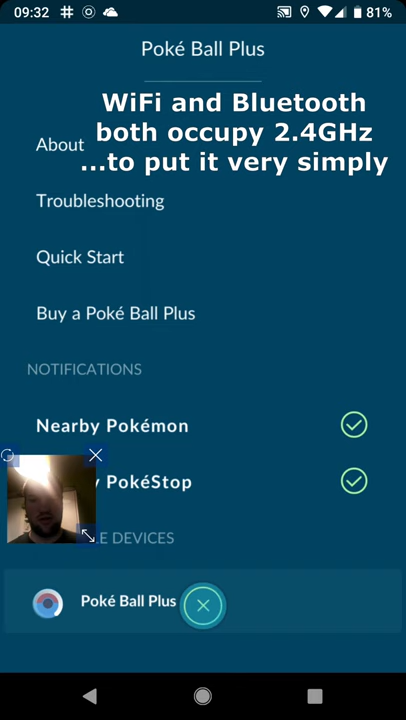 09:32
81%
Poké Ball Plus
WiFi and Bluetooth
both occupy 2.4GHz
...to put it very simply
About
Troubleshooting
Quick Start
Buy a Poké Ball Plus
NOTIFICATIONS
Nearby Pokémon
y PokéStop
LE DEVICES
Poké Ball Plus